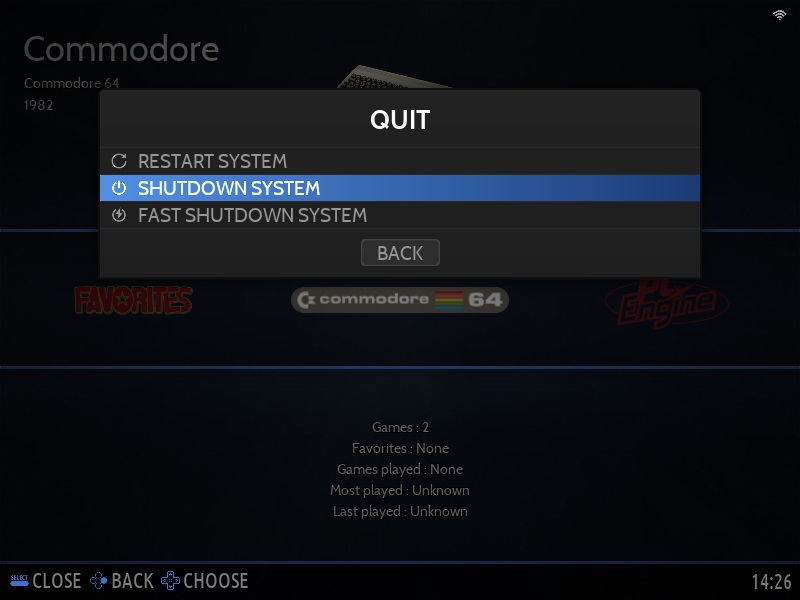 Commodore
Commodore 64
1982
QUIT
RESTART SYSTEM
SHUTDOWN SYSTEM
FAST SHUTDOWN SYSTEM
BACK
FAVORITES
commodore 64
PC Engine
Games : 2
Favorites : None
Games played : None
Most played : Unknown
Last played : Unknown
SELECT CLOSE BACK CHOOSE 14:26